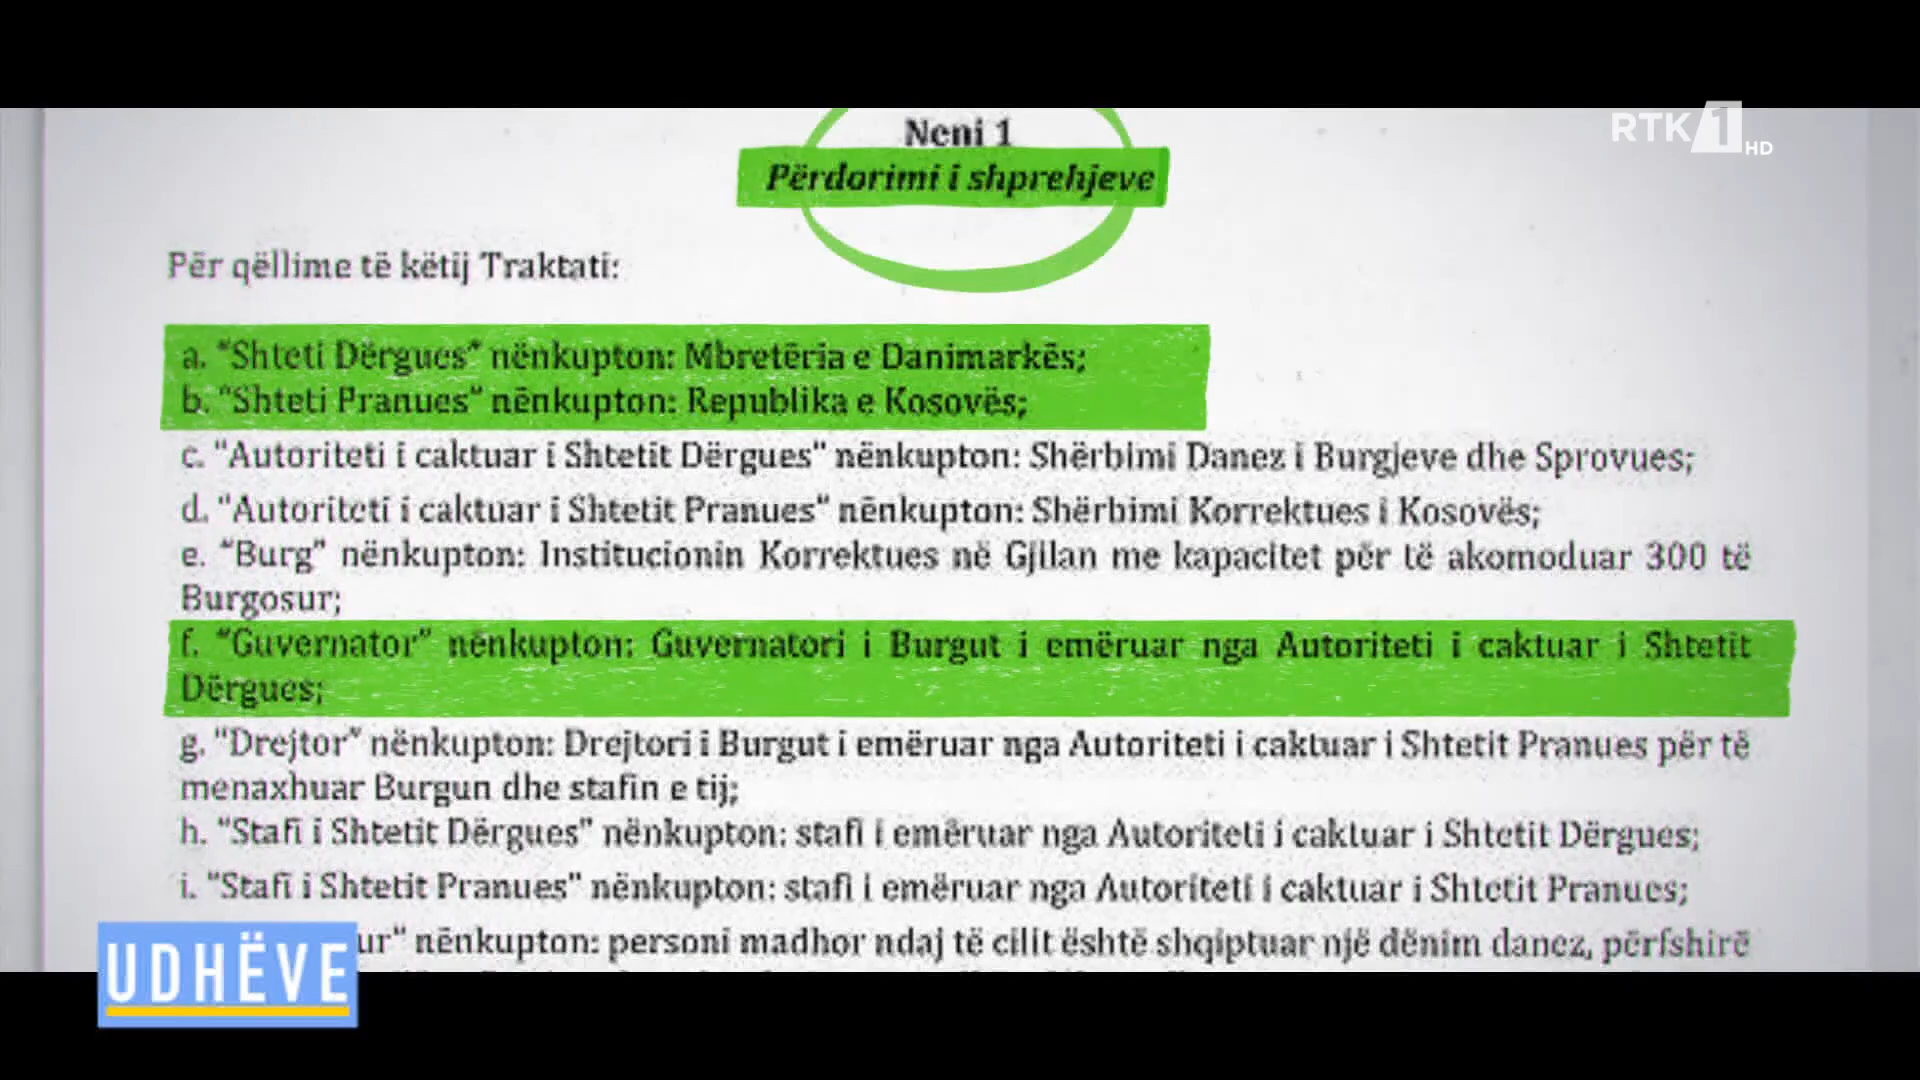 RTK 1 HD
Neni 1
Përdorimi i shprehjeve
Për qëllime të këtij Traktati:
a. “Shteti Dërgues” nënkupton: Mbretëria e Danimarkës;
b. “Shteti Pranues” nënkupton: Republika e Kosovës;
c. "Autoriteti i caktuar i Shtetit Dërgues" nënkupton: Shërbimi Danez i Burgjeve dhe Sprovues;
d. “Autoriteti i caktuar i Shtetit Pranues” nënkupton: Shërbimi Korrektues i Kosovës;
e. “Burg” nënkupton: Institucionin Korrektues në Gjilan me kapacitet për të akomoduar 300 të
Burgosur;
f. “Guvernator” nënkupton: Guvernatori i Burgut i emëruar nga Autoriteti i caktuar i Shtetit
Dërgues;
g. "Drejtor" nënkupton: Drejtori i Burgut i emëruar nga Autoriteti i caktuar i Shtetit Pranues për të
menaxhuar Burgun dhe stafin e tij;
h. "Stafi i Shtetit Dërgues" nënkupton: stafi i emëruar nga Autoriteti i caktuar i Shtetit Dërgues;
i. "Stafi i Shtetit Pranues" nënkupton: stafi i emëruar nga Autoriteti i caktuar i Shtetit Pranues;
ur" nënkupton: personi madhor ndaj të cilit është shqiptuar një dënim danez, përfshirë
UDHËVE